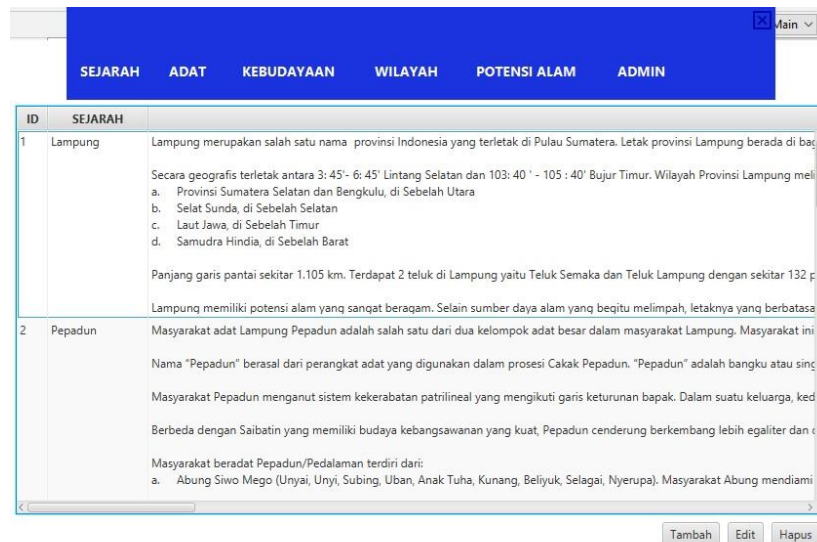 Main
SEJARAH ADAT KEBUDAYAAN WILAYAH POTENSI ALAM ADMIN
ID SEJARAH
1 Lampung Lampung merupakan salah satu nama provinsi Indonesia yang terletak di Pulau Sumatera. Letak provinsi Lampung berada di
Secara geografis terletak antara 3: 45'- 6: 45' Lintang Selatan dan 103: 40 ' - 105 : 40' Bujur Timur. Wilayah Provinsi Lampung
a. Provinsi Sumatera Selatan dan Bengkulu, di Sebelah Utara
b. Selat Sunda, di Sebelah Selatan
c. Laut Jawa, di Sebelah Timur
d. Samudra Hindia, di Sebelah Barat
Panjang garis pantai sekitar 1.105 km. Terdapat 2 teluk di Lampung yaitu Teluk Semaka dan Teluk Lampung dengan sekitar 132
Lampung memiliki potensi alam yang sangat beragam. Selain sumber daya alam yang begitu melimpah, letaknya yang
2 Pepadun Masyarakat adat Lampung Pepadun adalah salah satu dari dua kelompok adat besar dalam masyarakat Lampung. Masyarakat ini
Nama “Pepadun” berasal dari perangkat adat yang digunakan dalam prosesi Cakak Pepadun. “Pepadun” adalah bangku atau
Masyarakat Pepadun menganut sistem kekerabatan patrilineal yang mengikuti garis keturunan bapak. Dalam suatu keluarga,
Berbeda dengan Saibatin yang memiliki budaya kebangsawanan yang kuat, Pepadun cenderung berkembang lebih egaliter dan
Masyarakat beradat Pepadun/Pedalaman terdiri dari:
a. Abung Siwo Mego (Unyai, Unyi, Subing, Uban, Anak Tuha, Kunang, Beliyuk, Selagai, Nyerupa). Masyarakat Abung mendiami
Tambah Edit Hapus